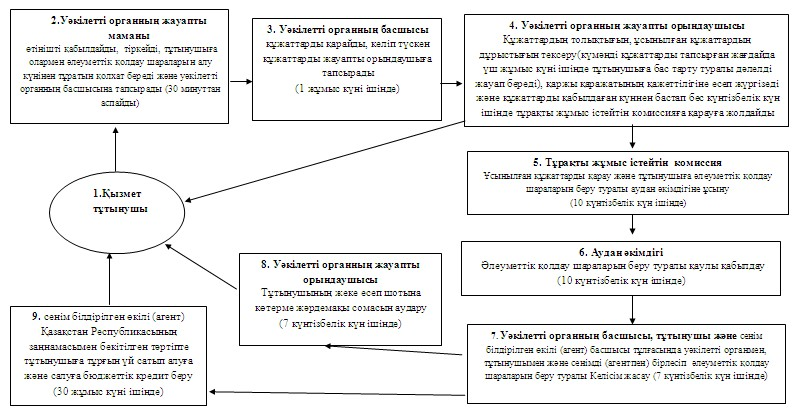 1.Қызмет
тұтынушы
2.Уәкілетті органның жауапты
маманы
өтінішті қабылдайды, тіркейді, тұтынушыға
олармен әлеуметтік қолдау шараларын алу
күнінен тұратын қолхат береді және уәкілетті
органның басшысына тапсырады (30 минуттан
аспайды)
3. Уәкілетті органның басшысы
құжаттарды қарайды, келіп түскен
құжаттарды жауапты орындаушыға
тапсырады
(1 жұмыс күні ішінде)
4. Уәкілетті органның жауапты орындаушысы
Құжаттардың толықтығын, ұсынылған құжаттардың
дұрыстығын тексеру(күмәнді құжаттарды тапсырған жағдайда
үш жұмыс күні ішінде тұтынушыға бас тарту туралы дәлелді
жауап береді), қаржы қаражатының қажеттілігіне есеп жүргізеді
және құжаттарды қабылдаған күннен бастап бес күнтізбелік күн
ішінде тұрақты жұмыс істейтін комиссияға қарауға жолдайды
5. Тұрақты жұмыс істейтін комиссия
Ұсынылған құжаттарды қарау және тұтынушыға әлеуметтік қолдау
шараларын беру туралы аудан әкімдігіне ұсыну
(10 күнтізбелік күн ішінде)
6. Аудан әкімдігі
Әлеуметтік қолдау шараларын беру туралы қаулы қабылдау
(10 күнтізбелік күн ішінде)
7.Уәкілетті органның басшысы, тұтынушы және сенім
білдірілген өкілі (агент) басшысы тұлғасында уәкілетті органмен,
тұтынушымен және сенімді (агентпен) бірлесіп әлеуметтік қолдау
шараларын беру туралы Келісім жасау (7 күнтізбелік күн ішінде)
8. Уәкілетті органның жауапты
орындаушысы
Тұтынушының жеке есеп шотына
көтерме жәрдемақы сомасын аудару
(7 күнтізбелік күн ішінде)
9. сенім білдірілген өкілі (агент)
Қазақстан Республикасының
заңнамасымен бекітілген тәртіпте
тұтынушыға тұрғын үй сатып алуға
және салуға бюджеттік кредит беру
(30 жұмыс күні ішінде)